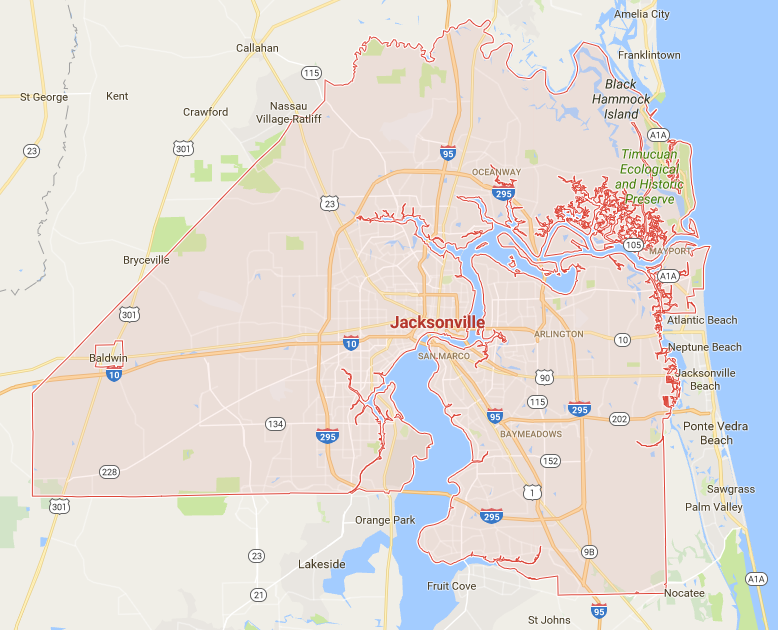 Amelia City
Callahan
Franklintown
115
Black
Hammock
Island
St George
Kent
Nassau
Village-Ratliff
Crawford
A1A
301
23
95
Timucuan
Ecological
and Historic
Preserve
OCEANWAY
295
23
105
MAYPORT
Bryceville
A1A
301
Jacksonville
Atlantic Beach
ARLINGTON
10
10
Neptune Beach
Baldwin
SAN MARCO
10
90
Jacksonville
Beach
115
295
95
202
134
295
BAYMEADOWS
Ponte Vedra
Beach
152
228
Sawgrass
1
301
Palm Valley
Orange Park
295
23
9B
Lakeside
A1A
Fruit Cove
21
Nocatee
95
St Johns